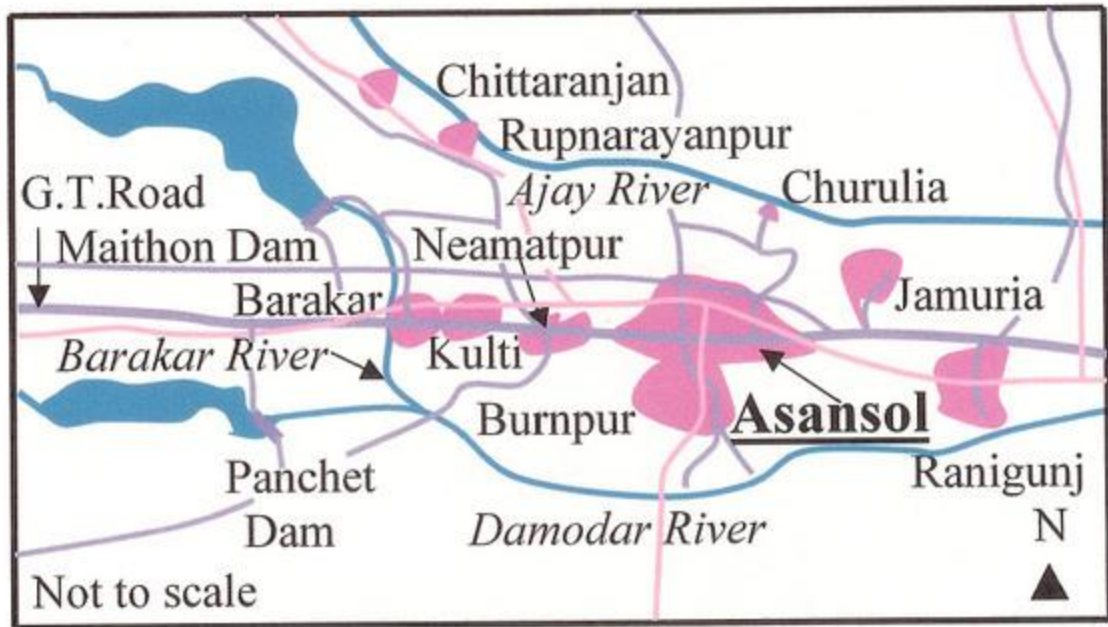 Chittaranjan
Rupnarayanpur
Ajay River
Churulia
G.T.Road
Maithon Dam
Neamatpur
Barakar
Jamuria
Barakar River
Kulti
Burnpur
Asansol
Panchet
Dam
Ranigunj
Damodar River
N
Not to scale